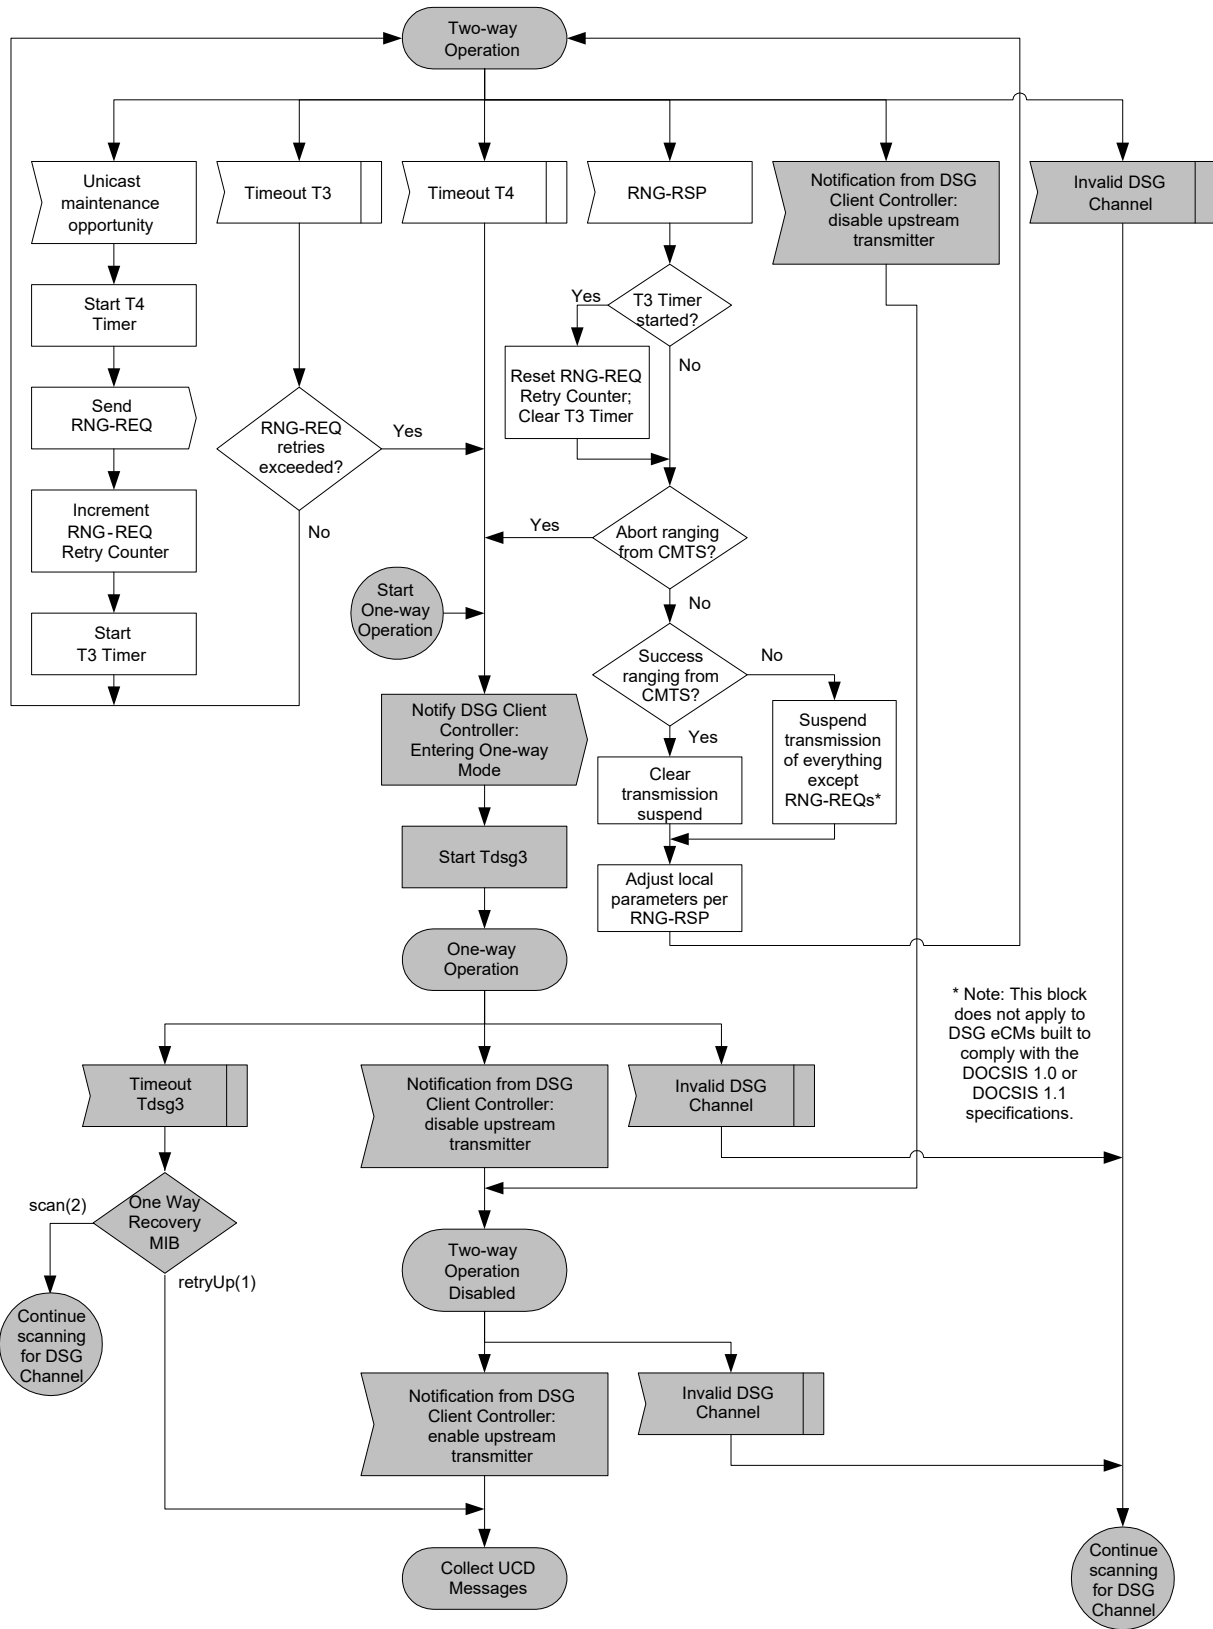 Two-way
Operation
Unicast
maintenance
opportunity
Timeout T3
Timeout T4
RNG-RSP
Notification from DSG
Client Controller:
disable upstream
transmitter
Invalid DSG
Channel
Start T4
Timer
Yes
T3 Timer
started?
No
Reset RNG-REQ
Retry Counter;
Clear T3 Timer
Send
RNG-REQ
RNG-REQ
retries
exceeded?
Yes
No
Increment
RNG-REQ
Retry Counter
Yes
Abort ranging
from CMTS?
No
Start
One-way
Operation
Start
T3 Timer
Success
ranging from
CMTS?
No
Yes
Notify DSG Client
Controller:
Entering One-way
Mode
Suspend
transmission
of everything
except
RNG-REQs*
Clear
transmission
suspend
Start Tdsg3
Adjust local
parameters per
RNG-RSP
One-way
Operation
* Note: This block
does not apply to
DSG eCMs built to
comply with the
DOCSIS 1.0 or
DOCSIS 1.1
specifications.
Timeout
Tdsg3
Notification from DSG
Client Controller:
disable upstream
transmitter
Invalid DSG
Channel
scan(2)
One Way
Recovery
MIB
retryUp(1)
Two-way
Operation
Disabled
Continue
scanning
for DSG
Channel
Notification from DSG
Client Controller:
enable upstream
transmitter
Invalid DSG
Channel
Collect UCD
Messages
Continue
scanning
for DSG
Channel